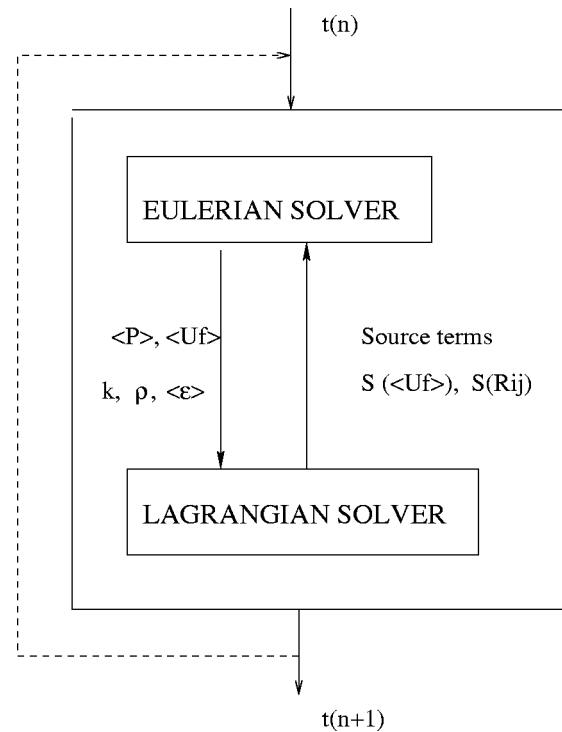 t(n)
EULERIAN SOLVER
<P>, <Uf>
k, ρ, <ε>
Source terms
S (<Uf>), S(Rij)
LAGRANGIAN SOLVER
t(n+1)